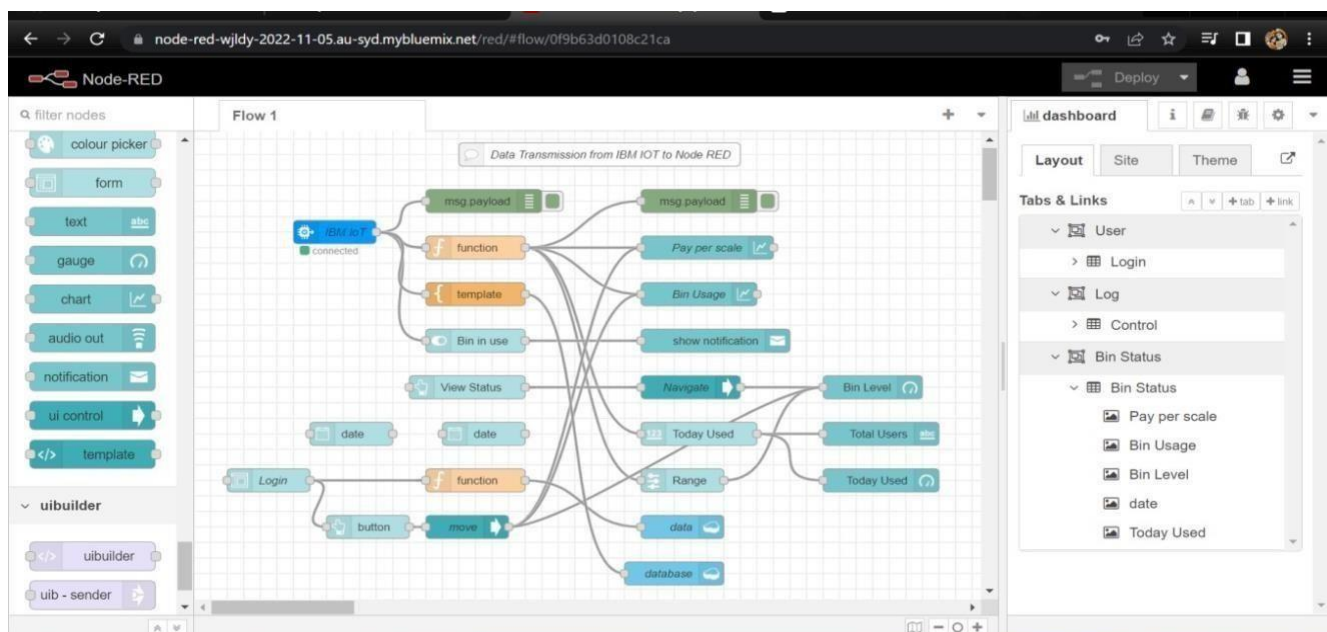 node-red-wjldy-2022-11-05.au-syd.mybluemix.net/red/#flow/0f9b63d0108c21ca
Node-RED
Deploy
filter nodes
colour picker
form
text
abc
gauge
chart
audio out
notification
ui control
</> template
uibuilder
</> uibuilder
uib - sender
Flow 1
Data Transmission from IBM IOT to Node RED
msg.payload
msg.payload
IBM IoT
connected
function
Pay per scale
template
Bin Usage
Bin in use
show notification
View Status
Navigate
Bin Level
date
date
123 Today Used
Total Users abc
Login
function
Range
Today Used
button
move
data
database
dashboard
i
Layout
Site
Theme
Tabs & Links
+ tab
+ link
User
Login
Log
Control
Bin Status
Bin Status
Pay per scale
Bin Usage
Bin Level
date
Today Used